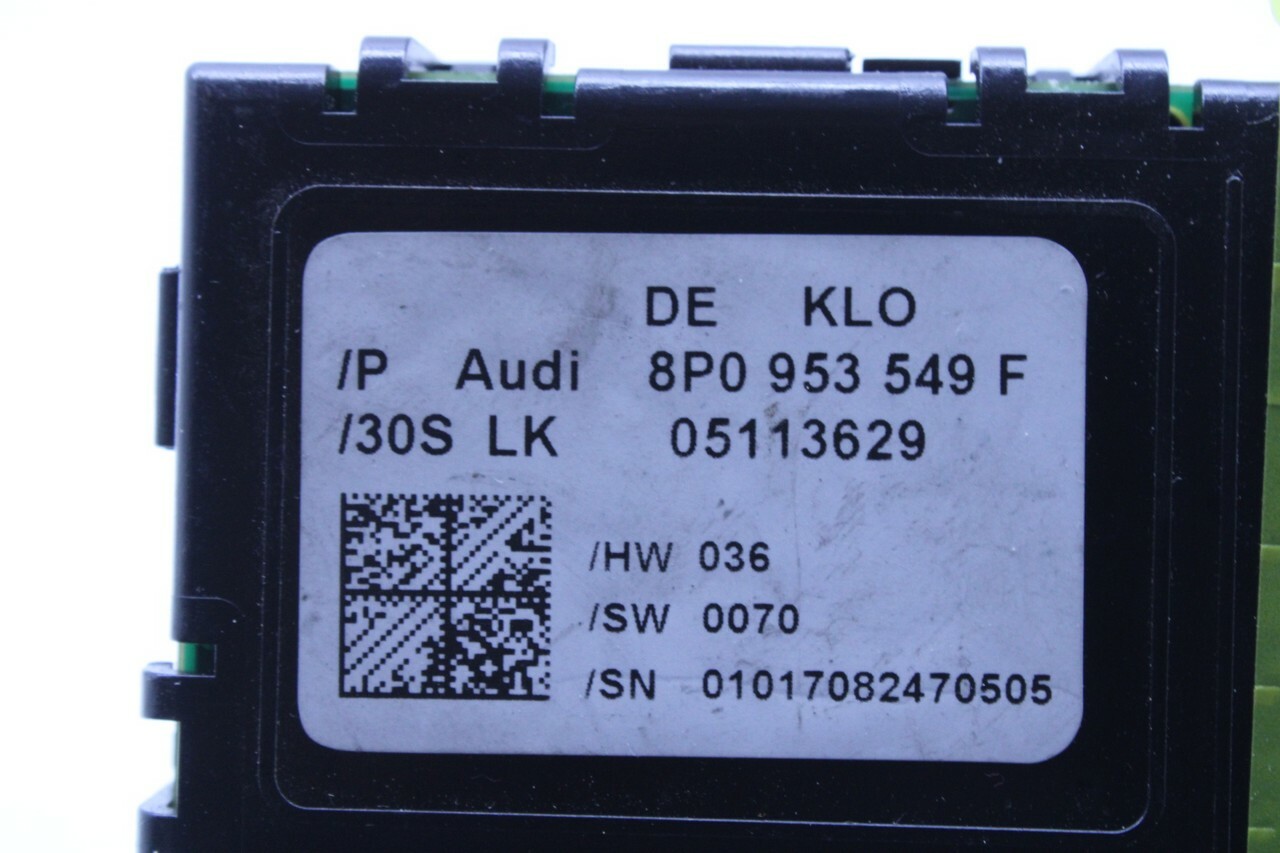 DE KLO
/P Audi 8P0 953 549 F
/30S LK 05113629
/HW 036
/SW 0070
/SN 01017082470505